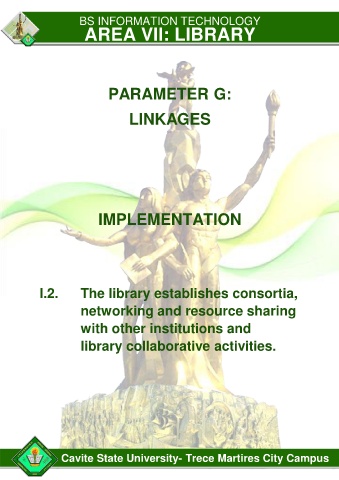 BS INFORMATION TECHNOLOGY
AREA VII: LIBRARY
PARAMETER G:
LINKAGES
IMPLEMENTATION
I.2. The library establishes consortia,
networking and resource sharing
with other institutions and
library collaborative activities.
Cavite State University- Trece Martires City Campus